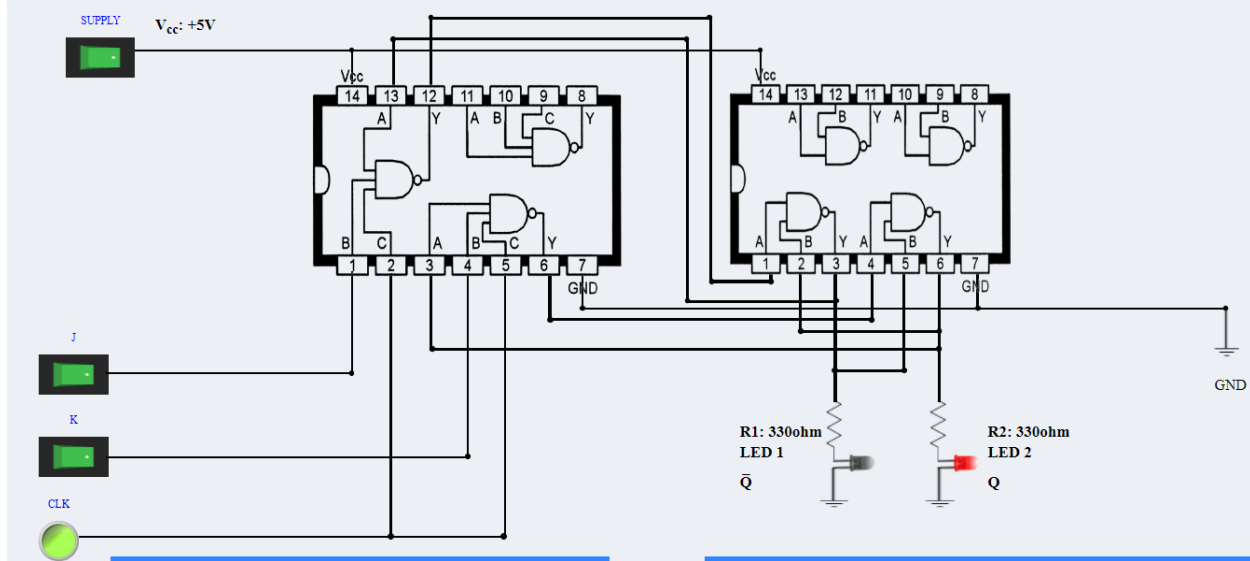 SUPPLY
V_cc: +5V
Vcc
14 13 12 11 10 9 8
A Y A B C Y
B C A B C Y
1 2 3 4 5 6 7
GND
Vcc
14 13 12 11 10 9 8
A B Y A B Y
A B Y A B Y
1 2 3 4 5 6 7
GND
GND
J
K
CLK
R1: 330ohm
LED 1
Q̅
R2: 330ohm
LED 2
Q